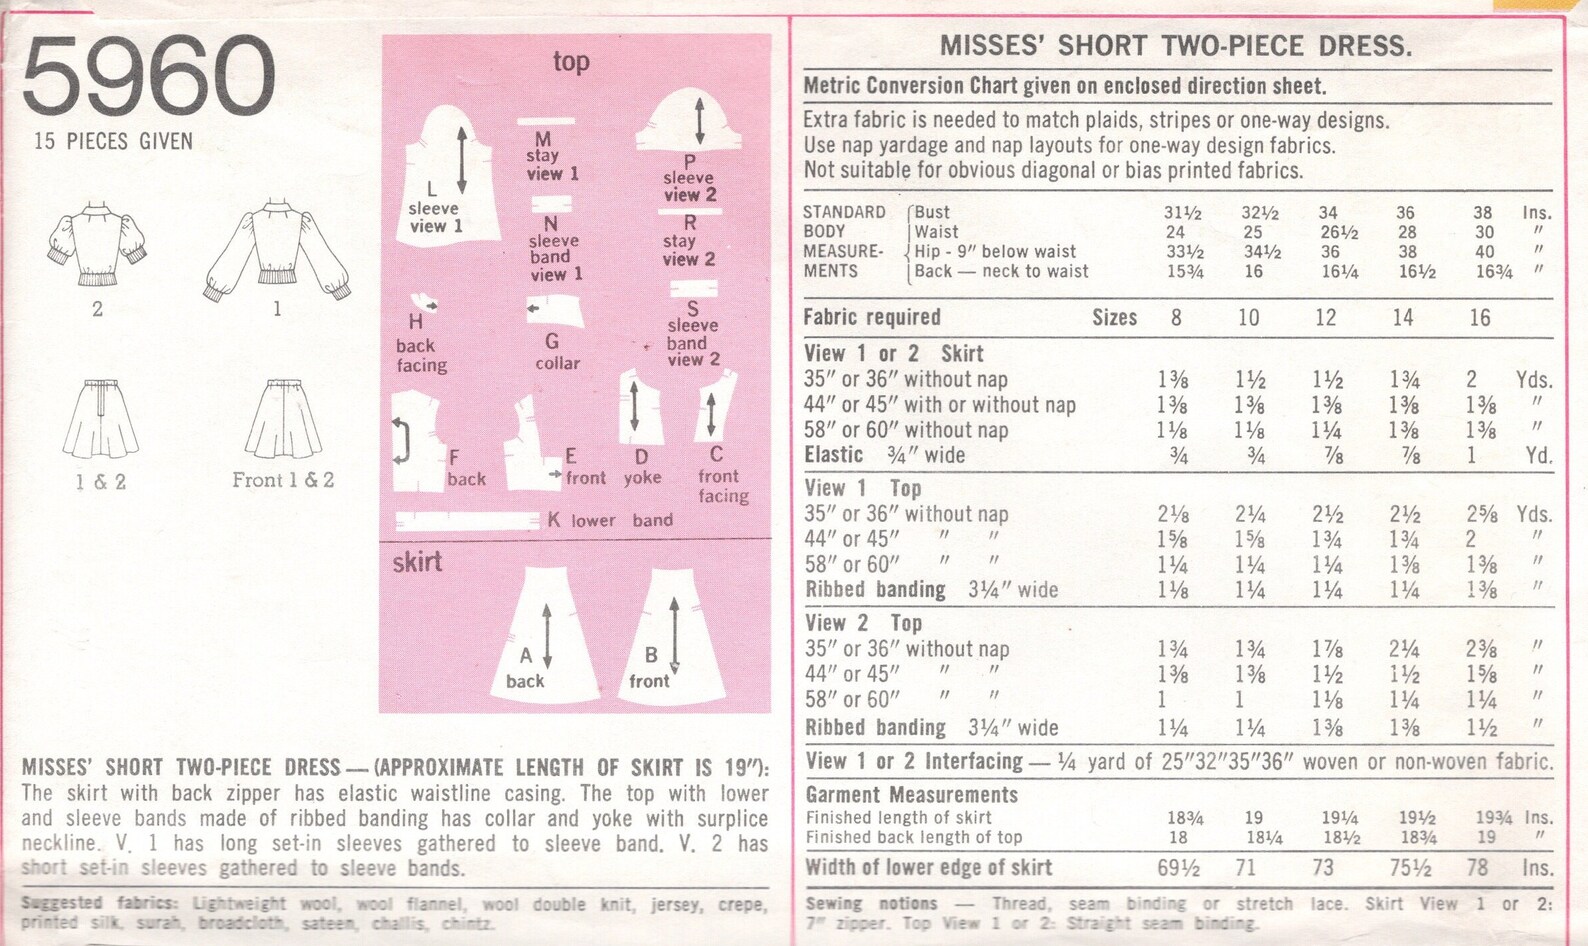 5960
15 PIECES GIVEN
2
1
1 & 2
Front 1 & 2
top
L
sleeve
view 1
M
stay
view 1
P
sleeve
view 2
N
sleeve
band
view 1
R
stay
view 2
H
back
facing
G
collar
S
sleeve
band
view 2
F
back
E
front
D
yoke
C
front
facing
K lower band
skirt
A
back
B
front
MISSES' SHORT TWO-PIECE DRESS — (APPROXIMATE LENGTH OF SKIRT IS 19"):
The skirt with back zipper has elastic waistline casing. The top with lower
and sleeve bands made of ribbed banding has collar and yoke with surplice
neckline. V. 1 has long set-in sleeves gathered to sleeve band. V. 2 has
short set-in sleeves gathered to sleeve bands.
Suggested fabrics: Lightweight wool, wool flannel, wool double knit, jersey, crepe,
printed silk, surah, broadcloth, sateen, challis, chintz.
MISSES' SHORT TWO-PIECE DRESS.
Metric Conversion Chart given on enclosed direction sheet.
Extra fabric is needed to match plaids, stripes or one-way designs.
Use nap yardage and nap layouts for one-way design fabrics.
Not suitable for obvious diagonal or bias printed fabrics.
STANDARD Bust 31½ 32½ 34 36 38 Ins.
BODY Waist 24 25 26½ 28 30 "
MEASURE- Hip - 9" below waist 33½ 34½ 36 38 40 "
MENTS Back — neck to waist 15¾ 16 16¼ 16½ 16¾ "
Fabric required Sizes 8 10 12 14 16
View 1 or 2 Skirt
35" or 36" without nap 1⅜ 1½ 1½ 1¾ 2 Yds.
44" or 45" with or without nap 1⅜ 1⅜ 1⅜ 1⅜ 1⅜ "
58" or 60" without nap 1⅛ 1⅛ 1¼ 1⅜ 1⅜ "
Elastic ¾" wide ¾ ¾ ⅞ ⅞ 1 Yd.
View 1 Top
35" or 36" without nap 2⅛ 2¼ 2½ 2½ 2⅝ Yds.
44" or 45" " " 1⅝ 1⅝ 1¾ 1¾ 2 "
58" or 60" " " 1¼ 1¼ 1¼ 1⅜ 1⅜ "
Ribbed banding 3¼" wide 1⅛ 1¼ 1¼ 1¼ 1⅜ "
View 2 Top
35" or 36" without nap 1¾ 1¾ 1⅞ 2¼ 2⅜ "
44" or 45" " " 1⅜ 1⅜ 1½ 1½ 1⅝ "
58" or 60" " " 1 1 1⅛ 1¼ 1¼ "
Ribbed banding 3¼" wide 1¼ 1¼ 1⅜ 1⅜ 1½ "
View 1 or 2 Interfacing — ¼ yard of 25"32"35"36" woven or non-woven fabric.
Garment Measurements
Finished length of skirt 18¾ 19 19¼ 19½ 19¾ Ins.
Finished back length of top 18 18¼ 18½ 18¾ 19 "
Width of lower edge of skirt 69½ 71 73 75½ 78 Ins.
Sewing notions — Thread, seam binding or stretch lace. Skirt View 1 or 2:
7" zipper. Top View 1 or 2: Straight seam binding.